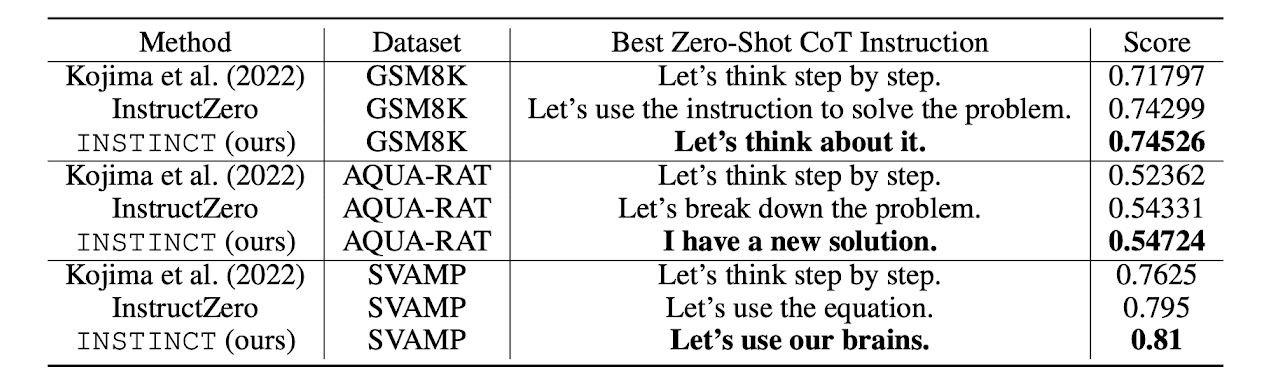 Method Dataset Best Zero-Shot CoT Instruction Score
Kojima et al. (2022) GSM8K Let’s think step by step. 0.71797
InstructZero GSM8K Let’s use the instruction to solve the problem. 0.74299
INSTINCT (ours) GSM8K Let’s think about it. 0.74526
Kojima et al. (2022) AQUA-RAT Let’s think step by step. 0.52362
InstructZero AQUA-RAT Let’s break down the problem. 0.54331
INSTINCT (ours) AQUA-RAT I have a new solution. 0.54724
Kojima et al. (2022) SVAMP Let’s think step by step. 0.7625
InstructZero SVAMP Let’s use the equation. 0.795
INSTINCT (ours) SVAMP Let’s use our brains. 0.81